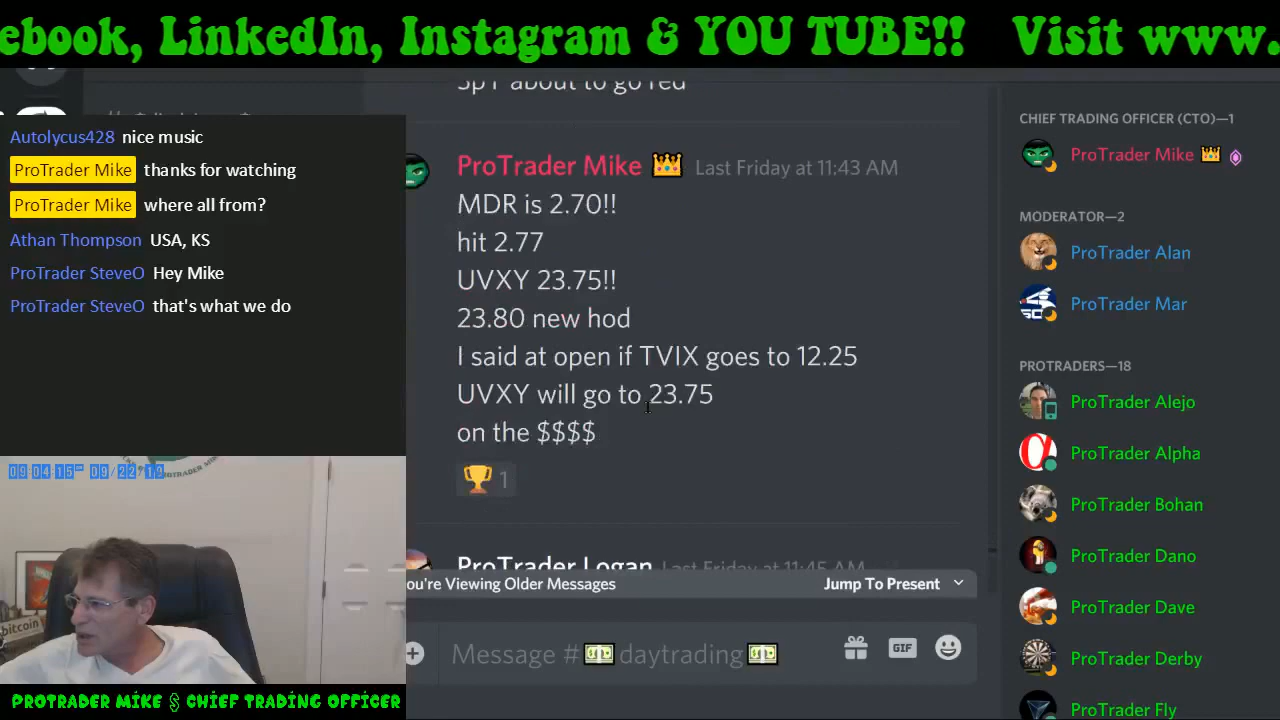 ebook, LinkedIn, Instagram & YOU TUBE!! Visit www.
SPY about to go red
Autolycus428 nice music
ProTrader Mike thanks for watching
ProTrader Mike where all from?
Athan Thompson USA, KS
ProTrader SteveO Hey Mike
ProTrader SteveO that's what we do
ProTrader Mike Last Friday at 11:43 AM
MDR is 2.70!!
hit 2.77
UVXY 23.75!!
23.80 new hod
I said at open if TVIX goes to 12.25
UVXY will go to 23.75
on the $$$$
1
ProTrader Logan Last Friday at 11:45 AM
ou're Viewing Older Messages Jump To Present
Message # daytrading
GIF
CHIEF TRADING OFFICER (CTO)—1
ProTrader Mike
MODERATOR—2
ProTrader Alan
ProTrader Mar
PROTRADERS—18
ProTrader Alejo
ProTrader Alpha
ProTrader Bohan
ProTrader Dano
ProTrader Dave
ProTrader Derby
ProTrader Fly
bitcoin
PROTRADER MIKE $ CHIEF TRADING OFFICER